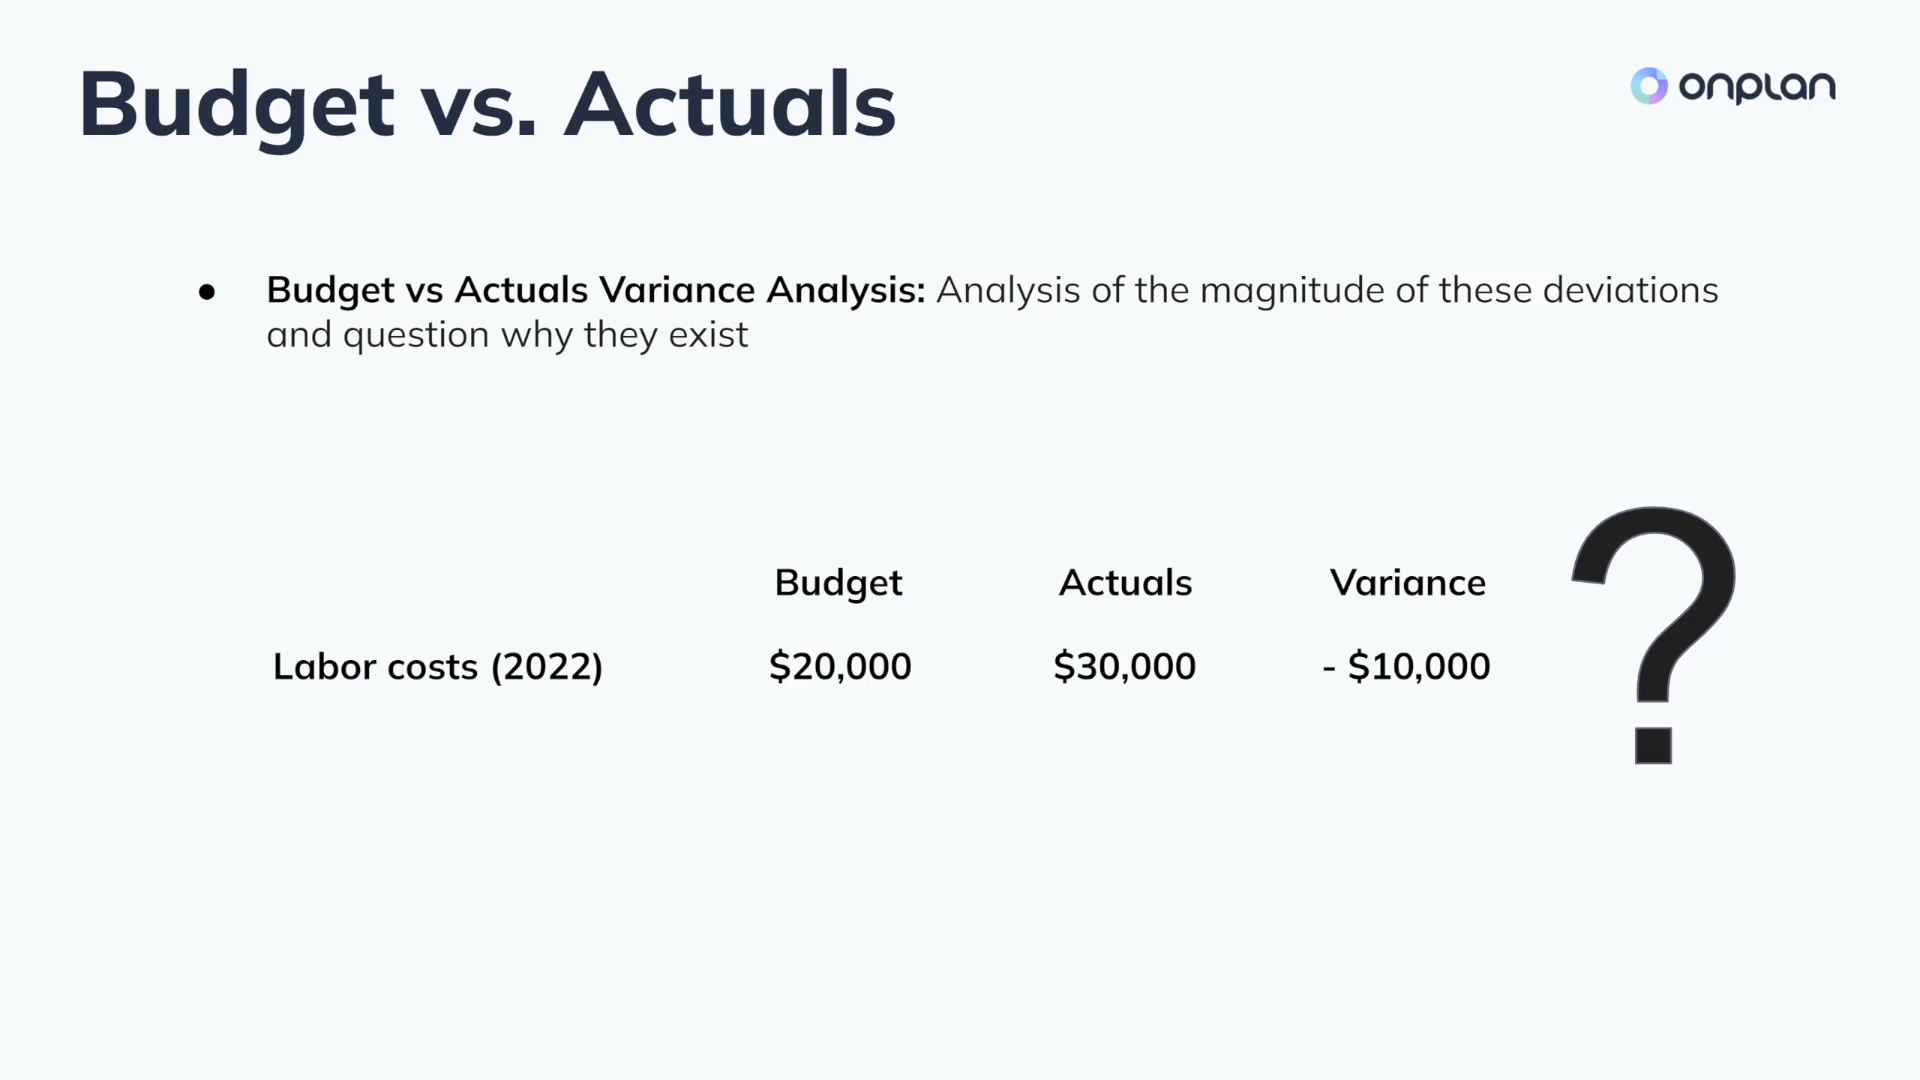 Budget vs. Actuals
onplan
● Budget vs Actuals Variance Analysis: Analysis of the magnitude of these deviations
and question why they exist
Budget Actuals Variance
Labor costs (2022) $20,000 $30,000 - $10,000
?